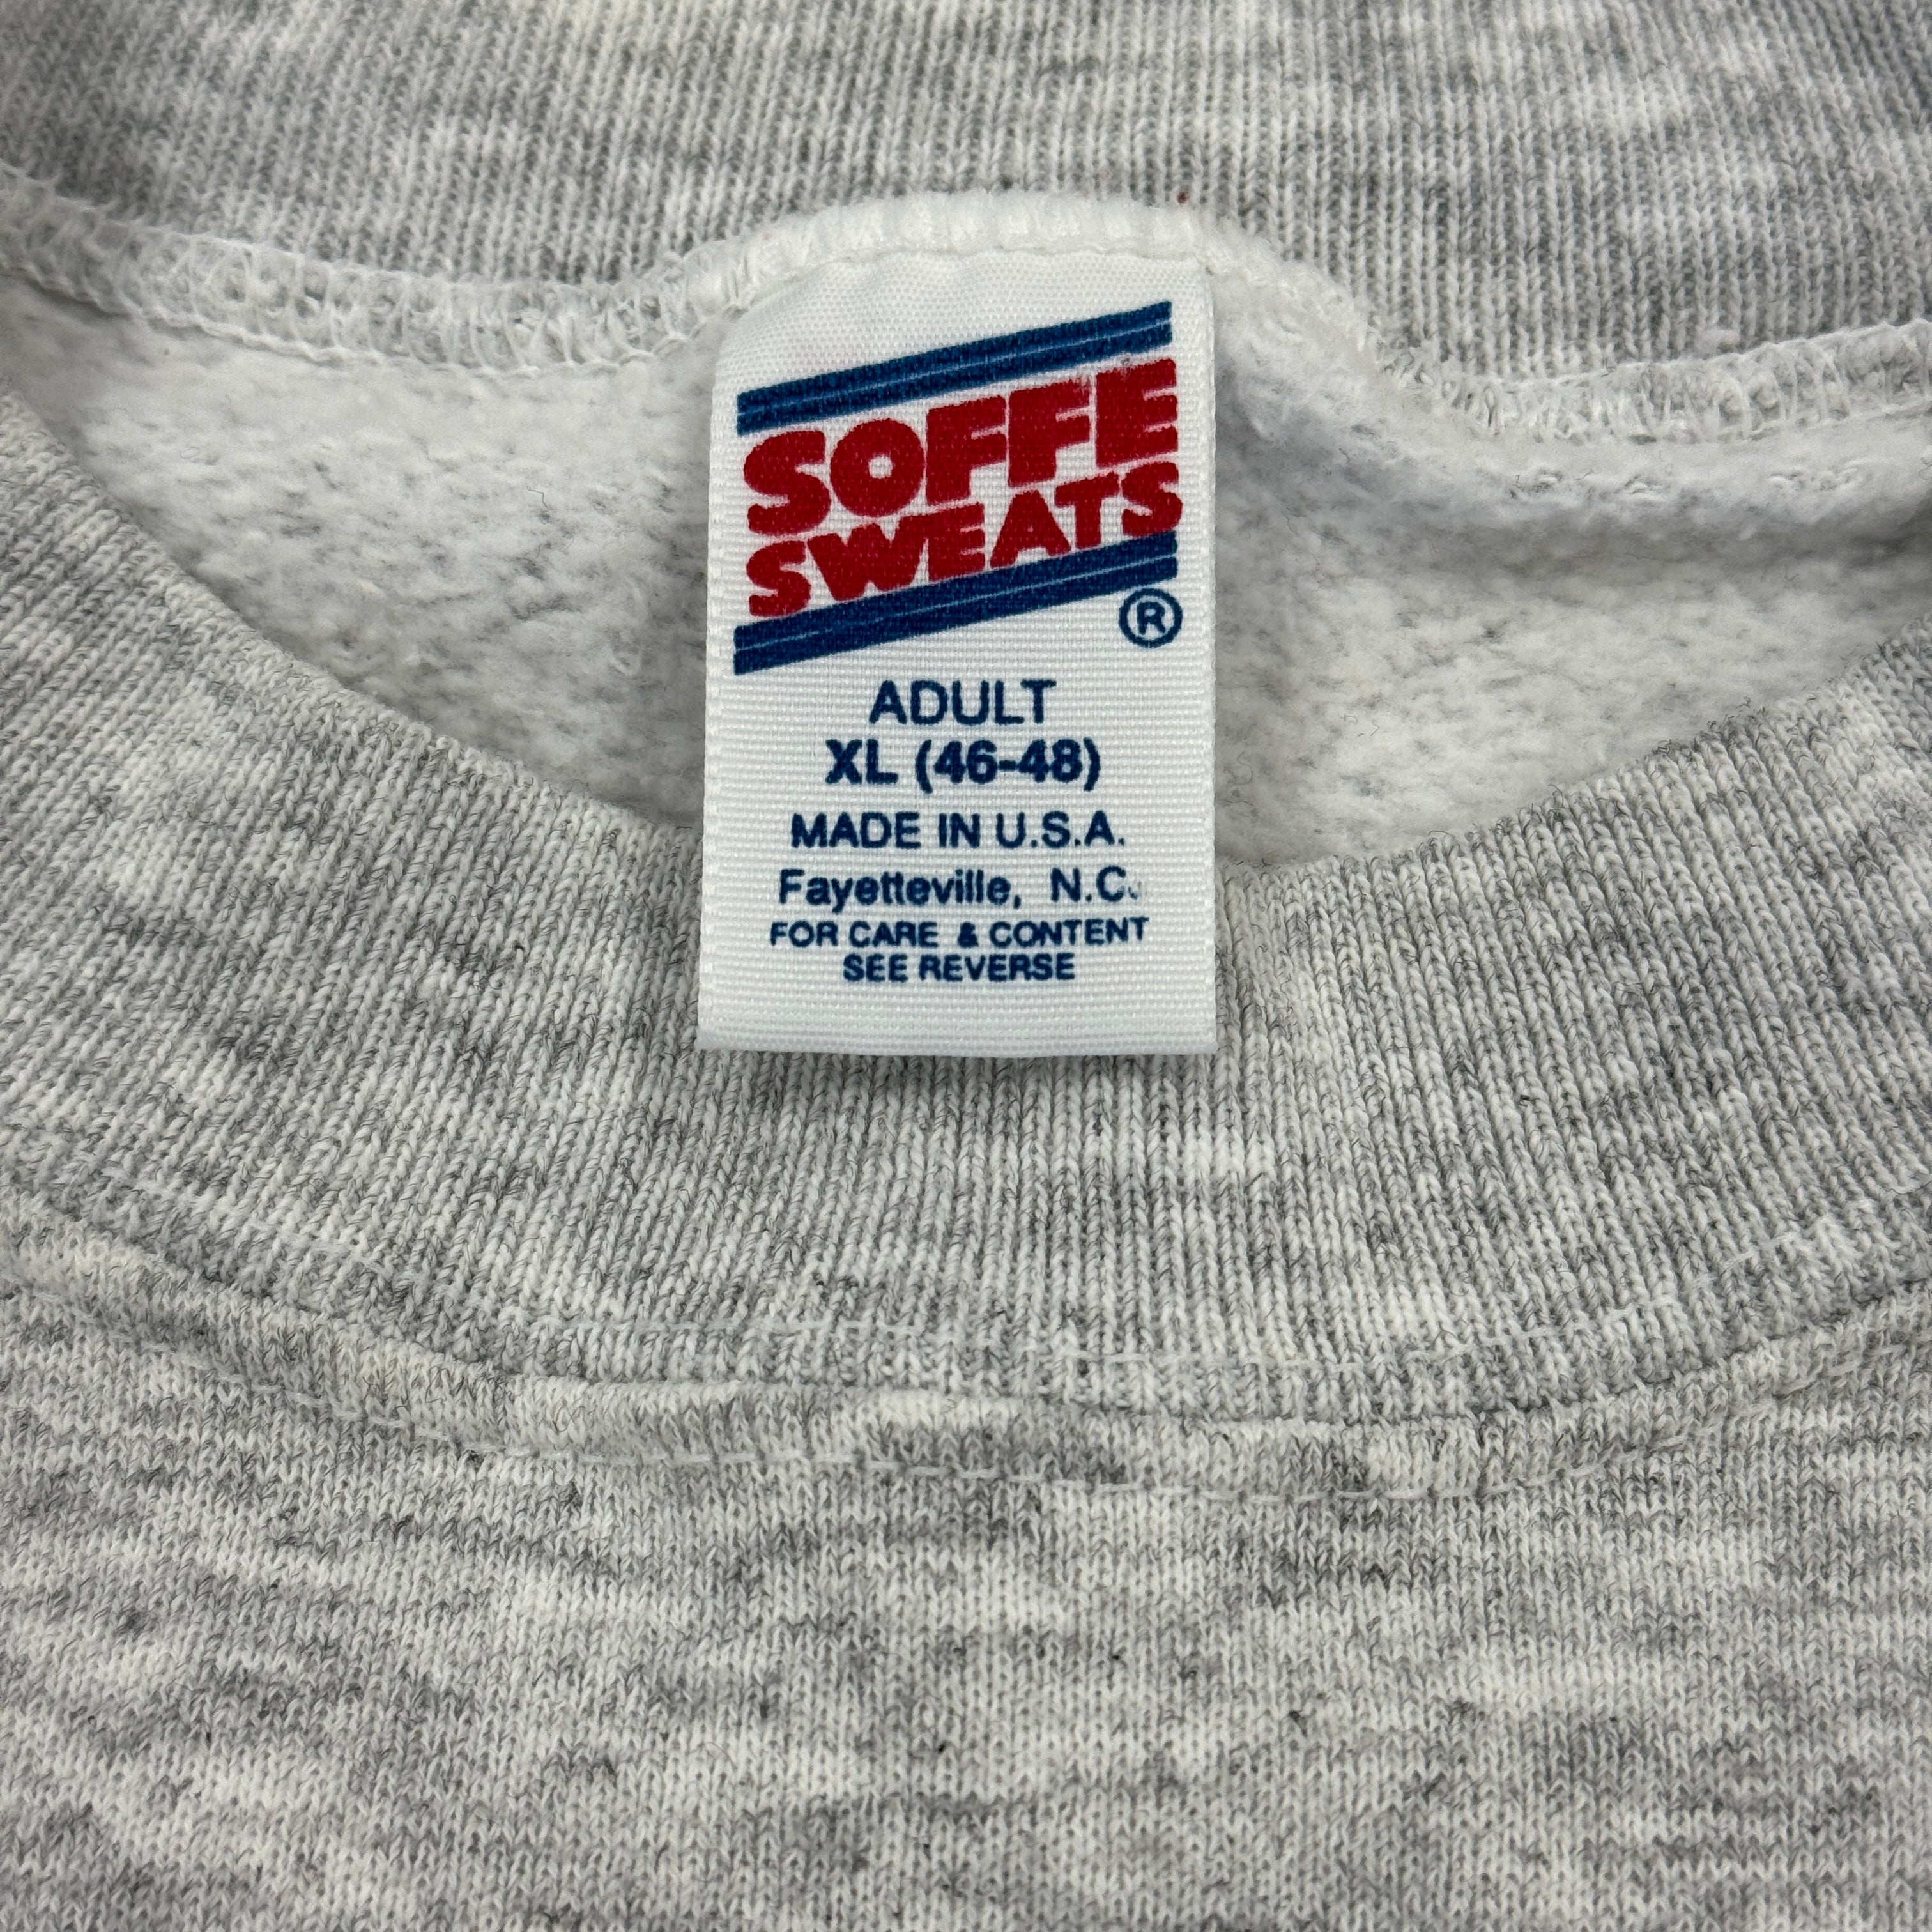 SOFFE
SWEATS
®
ADULT
XL (46-48)
MADE IN U.S.A.
Fayetteville, N.C.
FOR CARE & CONTENT
SEE REVERSE